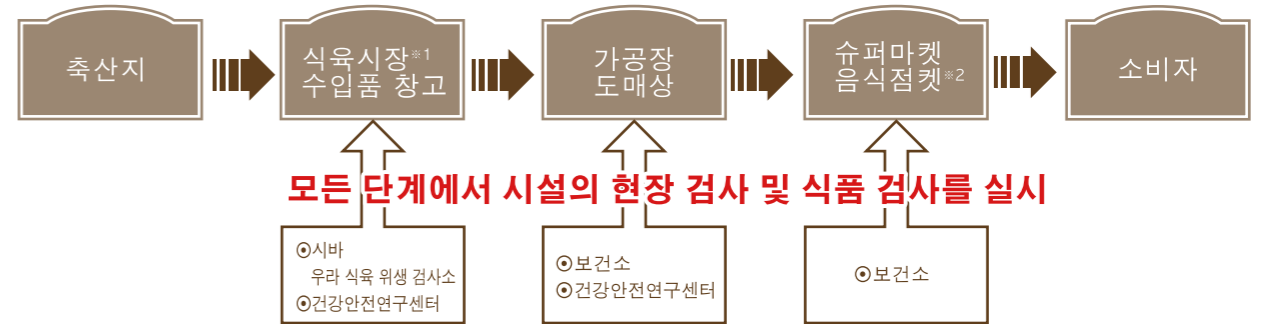 축산지
식육시장※1
수입품 창고
가공장
도매상
슈퍼마켓
음식점켓※2
소비자
모든 단계에서 시설의 현장 검사 및 식품 검사를 실시
⊙시바
우라 식육 위생 검사소
⊙건강안전연구센터
⊙보건소
⊙건강안전연구센터
⊙보건소